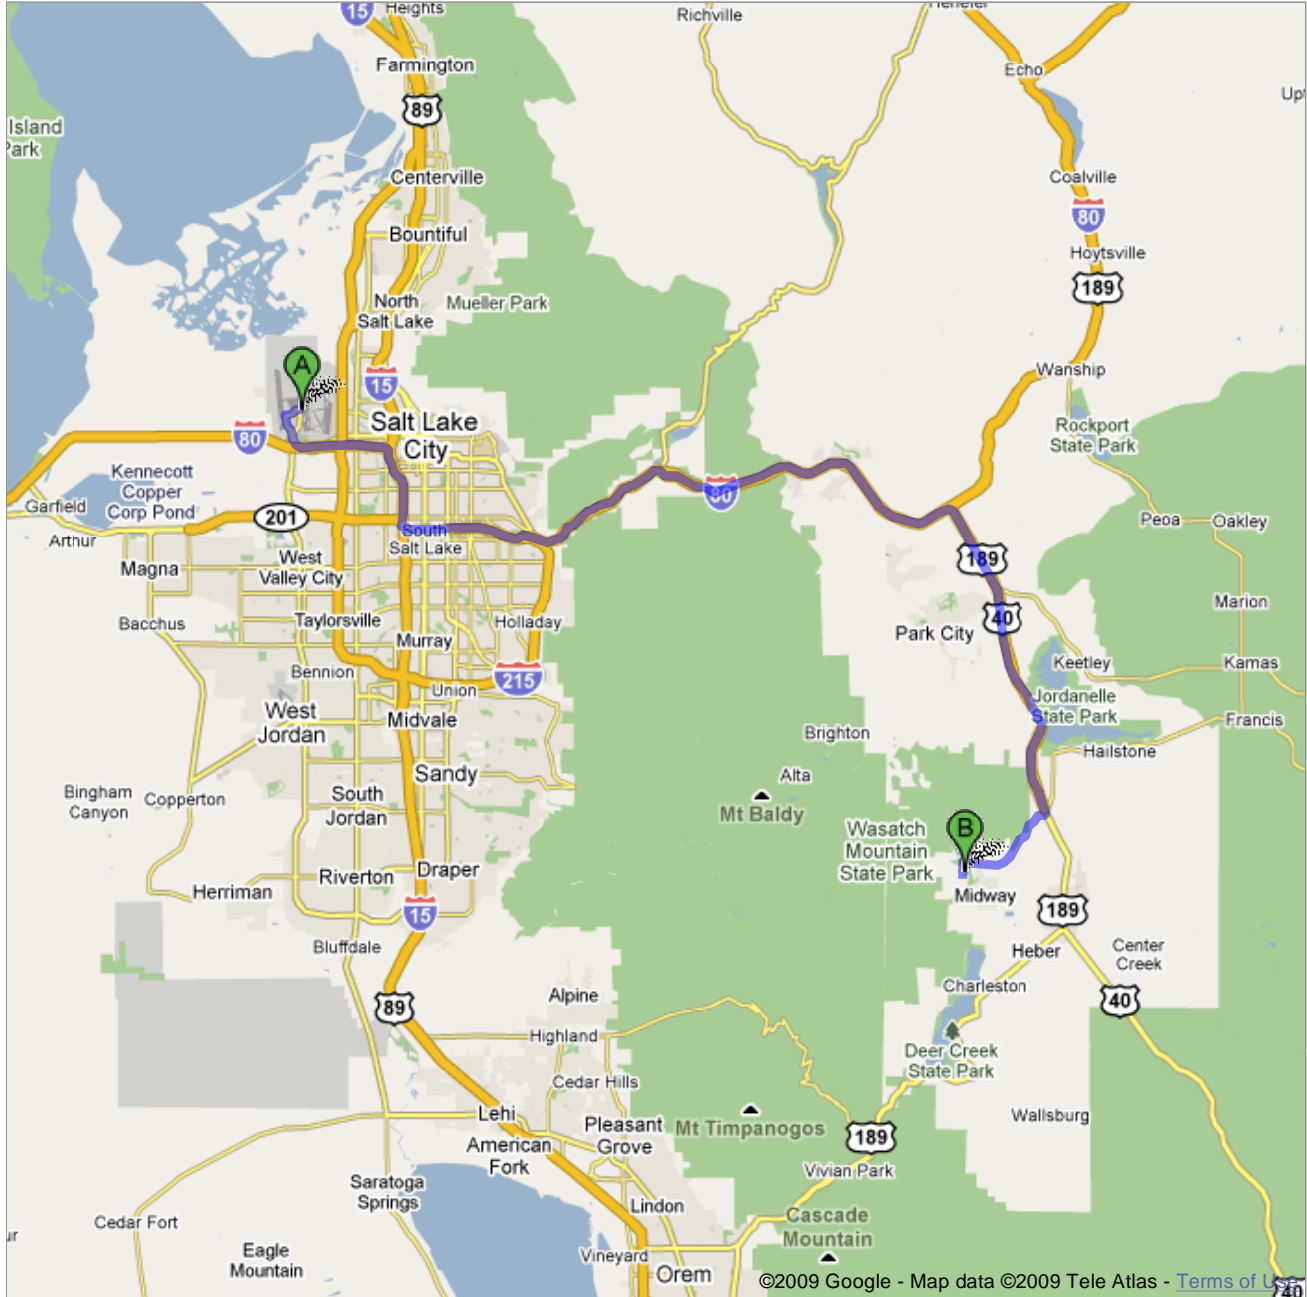 15
Heights
Richville
Farmington
Echo
89
Island
Park
Centerville
Coalville
80
Bountiful
Hoytsville
189
North
Salt Lake
Mueller Park
A
15
Wanship
Salt Lake
City
80
Rockport
State Park
Kennecott
Copper
Corp Pond
80
Garfield
201
Peoa
Oakley
Arthur
South
Salt Lake
West
Valley City
189
Magna
Marion
Bacchus
Taylorsville
Holladay
40
Murray
Park City
Bennion
215
Union
Keetley
Kamas
West
Jordan
Midvale
Jordanelle
State Park
Francis
Brighton
Hailstone
Sandy
Alta
Bingham
Canyon
Copperton
South
Jordan
Mt Baldy
Wasatch
Mountain
State Park
B
Herriman
Riverton
Draper
Midway
15
189
Bluffdale
Heber
Center
Creek
Alpine
Charleston
89
40
Highland
Deer Creek
State Park
Cedar Hills
Lehi
Pleasant
Grove
Mt Timpanogos
Wallsburg
American
Fork
189
Vivian Park
Saratoga
Springs
Lindon
Cedar Fort
Cascade
Mountain
Eagle
Mountain
Vineyard
Orem
©2009 Google - Map data ©2009 Tele Atlas - Terms of Use
40